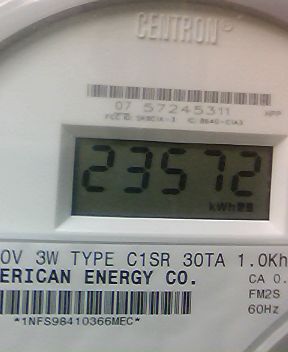 CENTRON
07 57245311
23572
kWh
0V 3W TYPE C1SR 30TA 1.0Kh
ERICAN ENERGY CO.
CA 0.
FM2S
60Hz
*1NFS98410366MEC*